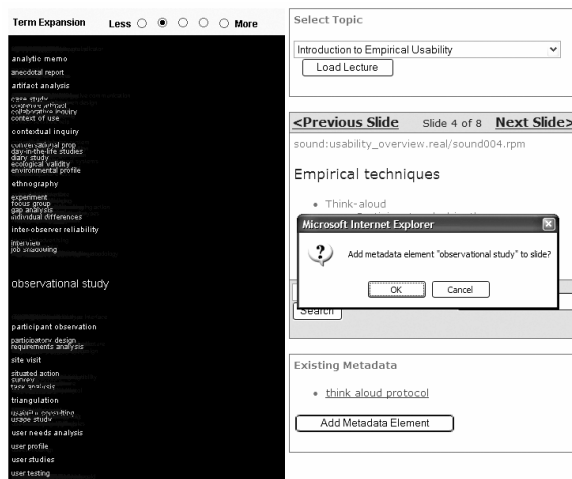 Term Expansion Less More
analytic memo
anecdotal report
artifact analysis
case study
collaborative inquiry
context of use
contextual inquiry
conversational prop
day-in-the-life studies
diary study
ecological validity
environmental profile
ethnography
experiment
focus group
gap analysis
individual differences
inter-observer reliability
interview
job shadowing
observational study
participant observation
participatory design
requirements analysis
site visit
situated action
survey
task analysis
triangulation
usability consulting
usage study
user needs analysis
user profile
user studies
user testing
Select Topic
Introduction to Empirical Usability
Load Lecture
<Previous Slide Slide 4 of 8 Next Slide>
sound:usability_overview.real/sound004.rpm
Empirical techniques
• Think-aloud
Microsoft Internet Explorer
Add metadata element "observational study" to slide?
OK Cancel
Search
Existing Metadata
• think aloud protocol
Add Metadata Element